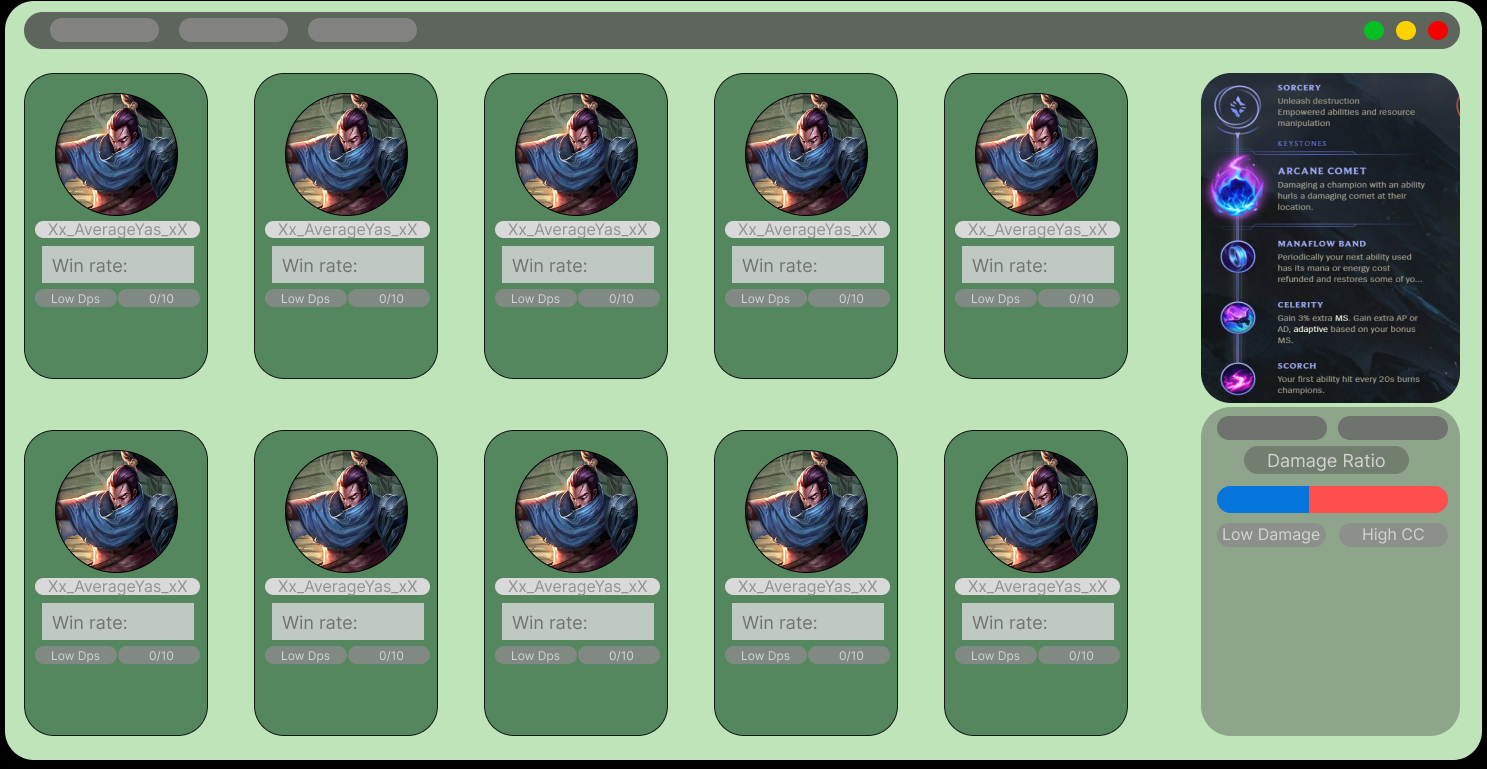 Xx_AverageYas_xX
Win rate:
Low Dps 0/10
Xx_AverageYas_xX
Win rate:
Low Dps 0/10
Xx_AverageYas_xX
Win rate:
Low Dps 0/10
Xx_AverageYas_xX
Win rate:
Low Dps 0/10
Xx_AverageYas_xX
Win rate:
Low Dps 0/10
Xx_AverageYas_xX
Win rate:
Low Dps 0/10
Xx_AverageYas_xX
Win rate:
Low Dps 0/10
Xx_AverageYas_xX
Win rate:
Low Dps 0/10
Xx_AverageYas_xX
Win rate:
Low Dps 0/10
Xx_AverageYas_xX
Win rate:
Low Dps 0/10
SORCERY
Unleash destruction
Empowered abilities and resource
manipulation
KEYSTONES
ARCANE COMET
Damaging a champion with an ability
hurls a damaging comet at their
location.
MANAFLOW BAND
Periodically your next ability used
has its mana or energy cost
refunded and restores some of yo...
CELERITY
Gain 3% extra MS. Gain extra AP or
AD, adaptive based on your bonus
MS.
SCORCH
Your first ability hit every 20s burns
champions.
Damage Ratio
Low Damage High CC